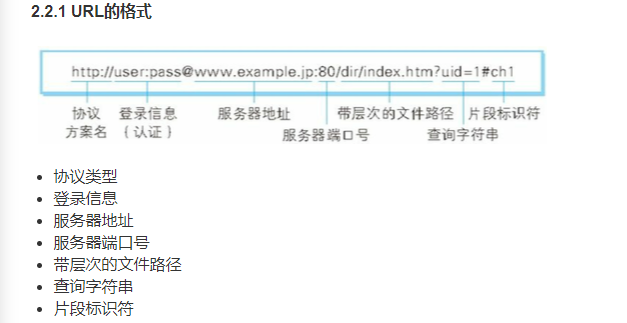 2.2.1 URL的格式
http://user:pass@www.example.jp:80/dir/index.htm?uid=1#ch1
协议 登录信息 服务器地址 带层次的文件路径 片段标识符
方案名 {认证} 服务器端口号 查询字符串
协议类型
登录信息
服务器地址
服务器端口号
带层次的文件路径
查询字符串
片段标识符